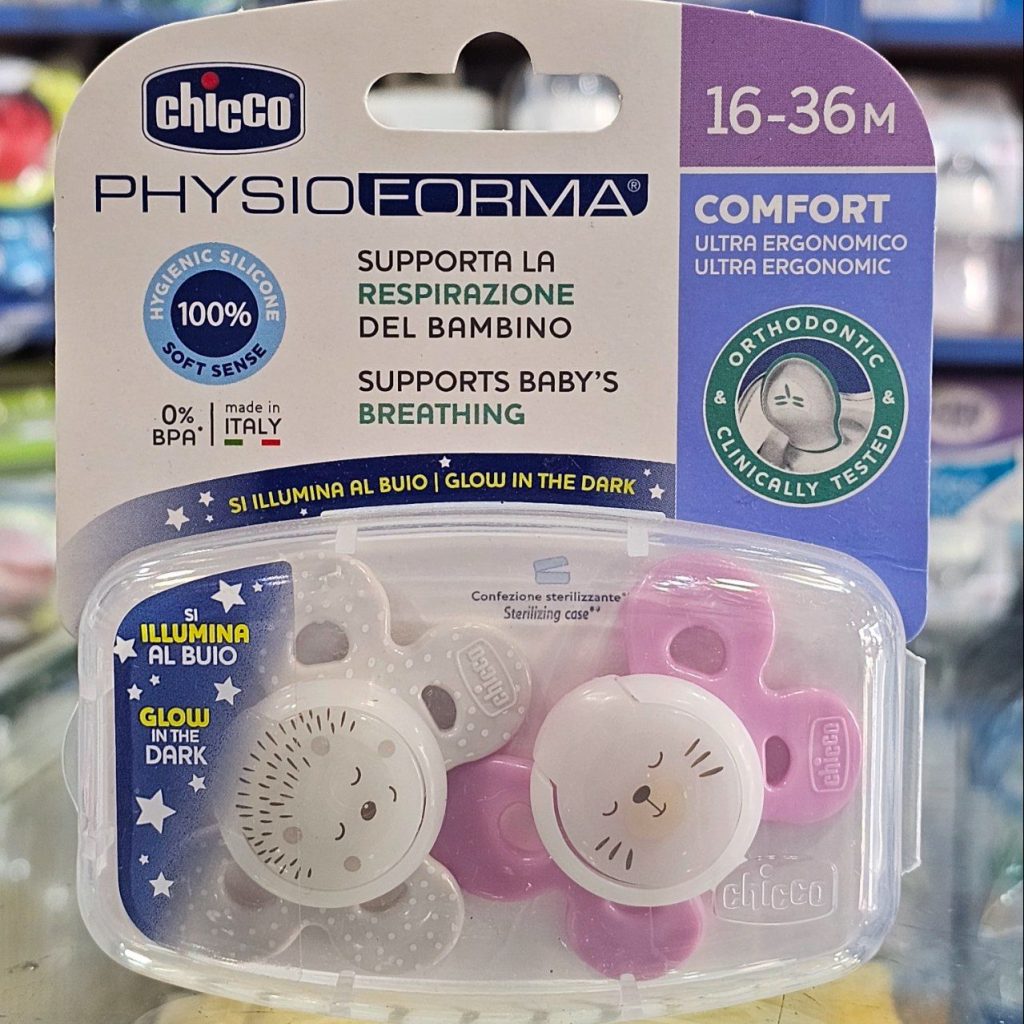 chicco
PHYSIOFORMA®
16-36M
COMFORT
ULTRA ERGONOMICO
ULTRA ERGONOMIC
HYGIENIC SILICONE
100%
SOFT SENSE
SUPPORTA LA
RESPIRAZIONE
DEL BAMBINO
SUPPORTS BABY'S
BREATHING
0%
BPA*
made in
ITALY
ORTHODONTIC
& CLINICALLY TESTED &
SI ILLUMINA AL BUIO | GLOW IN THE DARK
Confezione sterilizzante*
Sterilizing case**
SI
ILLUMINA
AL BUIO
GLOW
IN THE
DARK
chicco
chicco
chicco